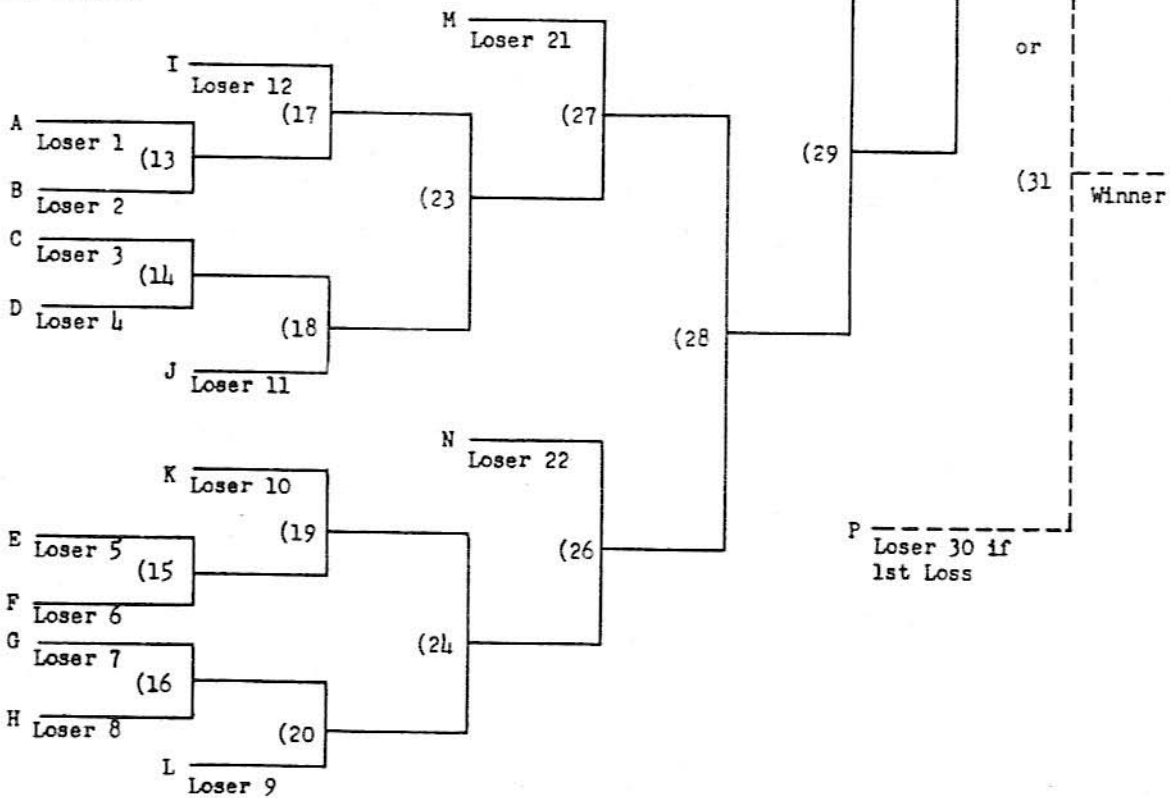 M
Loser 21
or
I
Loser 12
(17
(27
A
Loser 1
(13
(29
B
Loser 2
(23
(31
Winner
C
Loser 3
(14
D
Loser 4
(18
(28
J
Loser 11
N
Loser 22
K
Loser 10
E
Loser 5
(19
(26
P
Loser 30 if
1st Loss
(15
F
Loser 6
G
Loser 7
(24
(16
H
Loser 8
(20
L
Loser 9